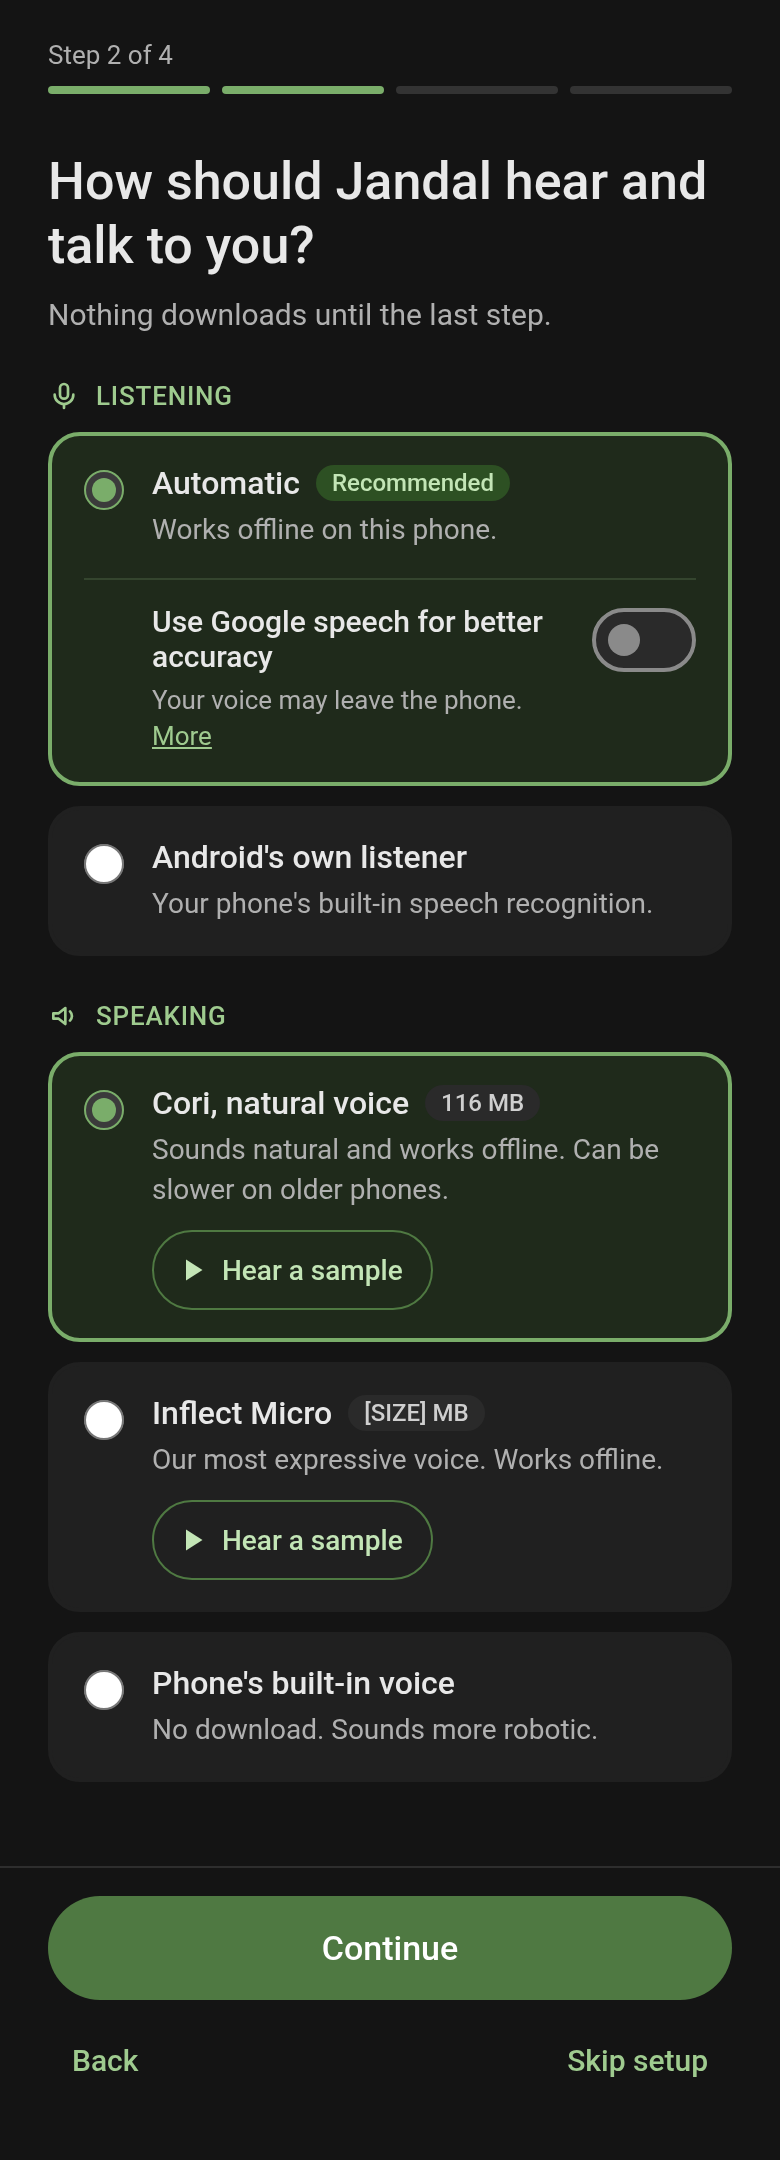 Step 2 of 4
How should Jandal hear and
talk to you?
Nothing downloads until the last step.
LISTENING
Automatic Recommended
Works offline on this phone.
Use Google speech for better
accuracy
Your voice may leave the phone.
More
Android's own listener
Your phone's built-in speech recognition.
SPEAKING
Cori, natural voice 116 MB
Sounds natural and works offline. Can be
slower on older phones.
Hear a sample
Inflect Micro [SIZE] MB
Our most expressive voice. Works offline.
Hear a sample
Phone's built-in voice
No download. Sounds more robotic.
Continue
Back Skip setup